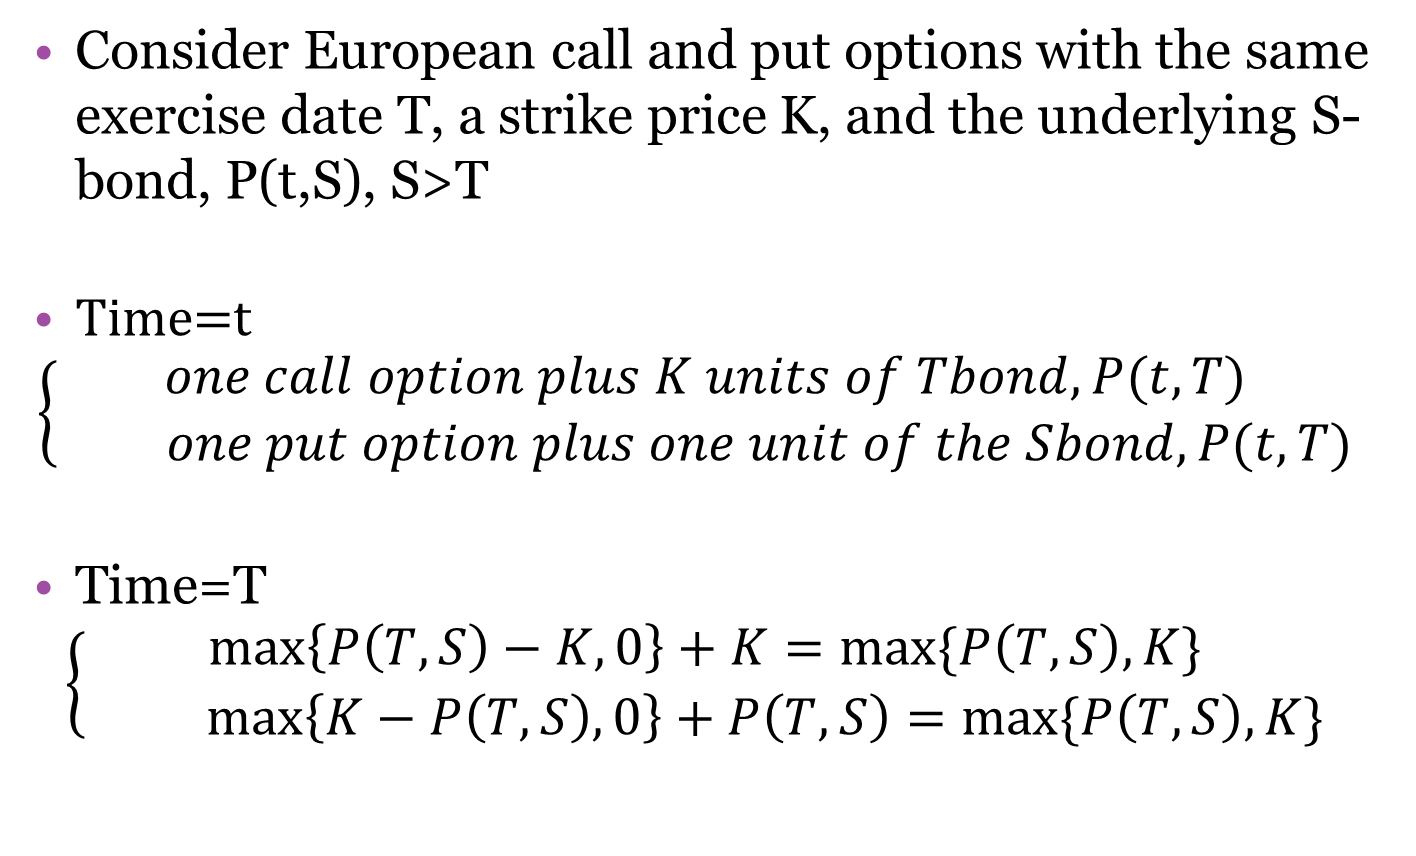 • Consider European call and put options with the same
exercise date T, a strike price K, and the underlying S-
bond, P(t,S), S>T
• Time=t
{ one call option plus K units of Tbond, P(t, T)
one put option plus one unit of the Sbond, P(t, T)
• Time=T
{ max{P(T, S) − K, 0} + K = max{P(T, S), K}
max{K − P(T, S), 0} + P(T, S) = max{P(T, S), K}